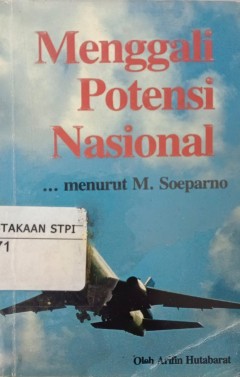 Menggali
Potensi
Nasional
... menurut M. Soeparno
TAKAAN STPI
71
Oleh Arifin Hutabarat